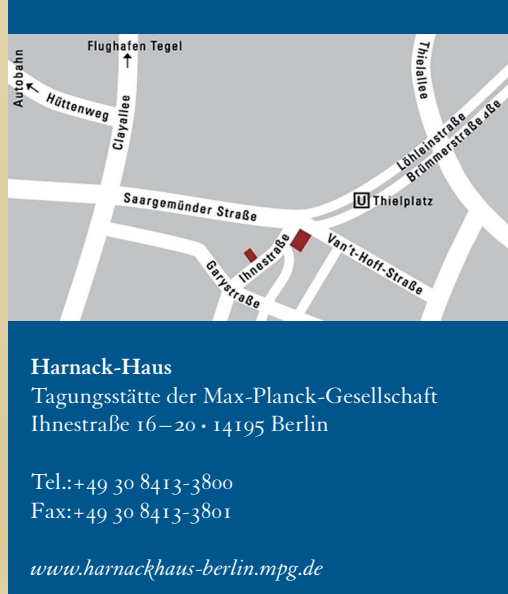 Flughafen Tegel
Autobahn
Hüttenweg
Clayallee
Thielallee
Löhleinstraße
Brümmerstraße
aße
U Thielplatz
Saargemünder Straße
Van't-Hoff-Straße
Ihnestraße
Garystraße
Harnack-Haus
Tagungsstätte der Max-Planck-Gesellschaft
Ihnestraße 16–20 · 14195 Berlin
Tel.:+49 30 8413-3800
Fax:+49 30 8413-3801
www.harnackhaus-berlin.mpg.de